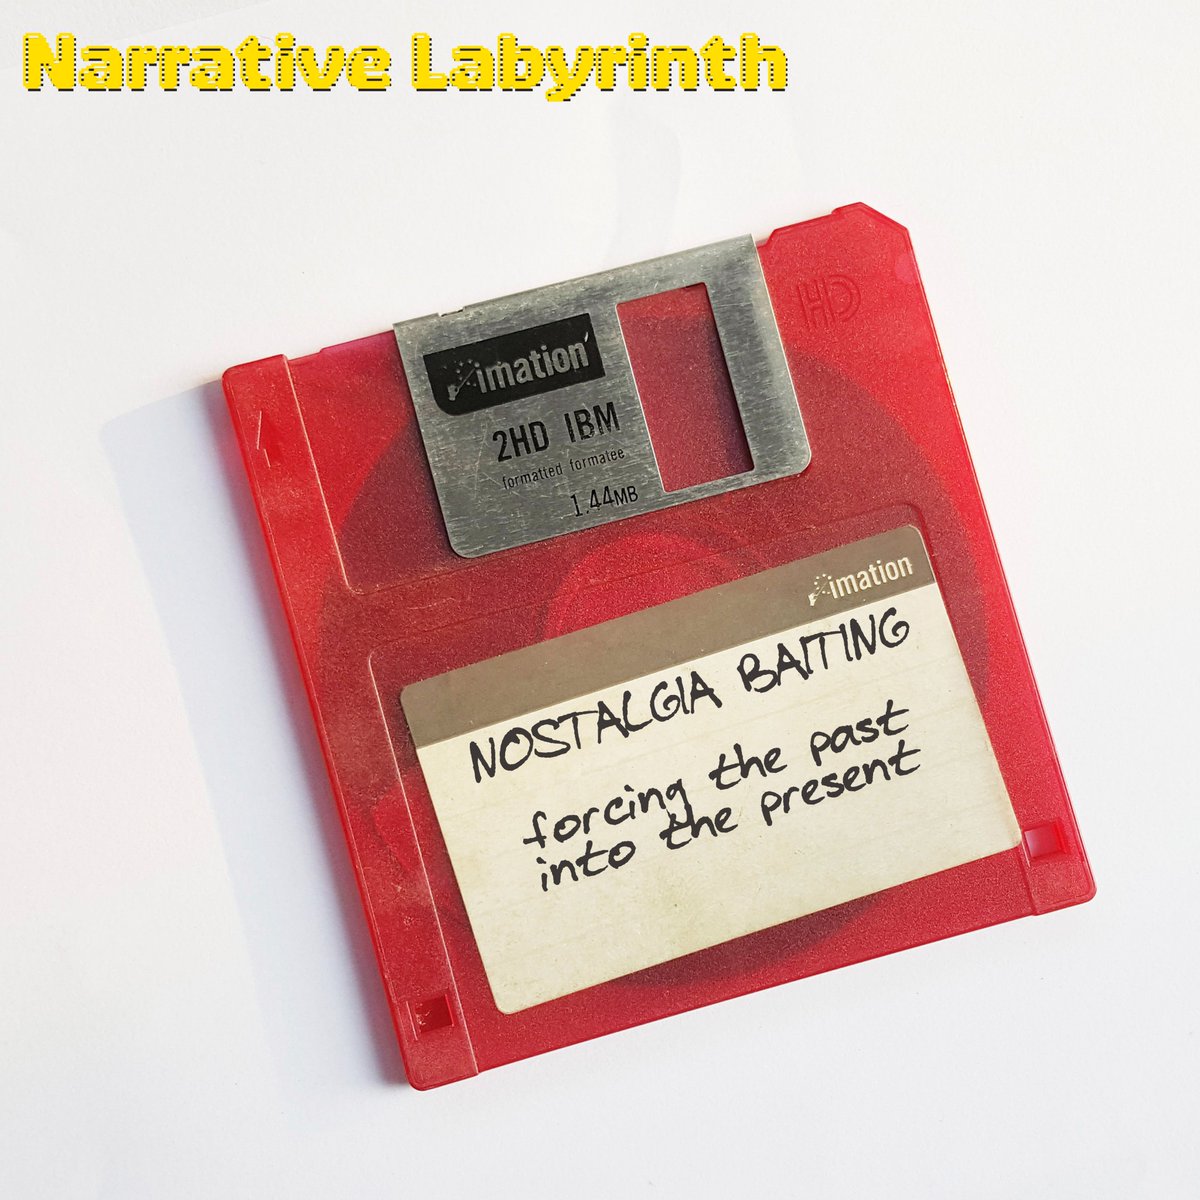 Narrative Labyrinth
HD
imation
2HD IBM
formatted formatee
1.44MB
imation
NOSTALGIA BAITING
forcing the past
into the present